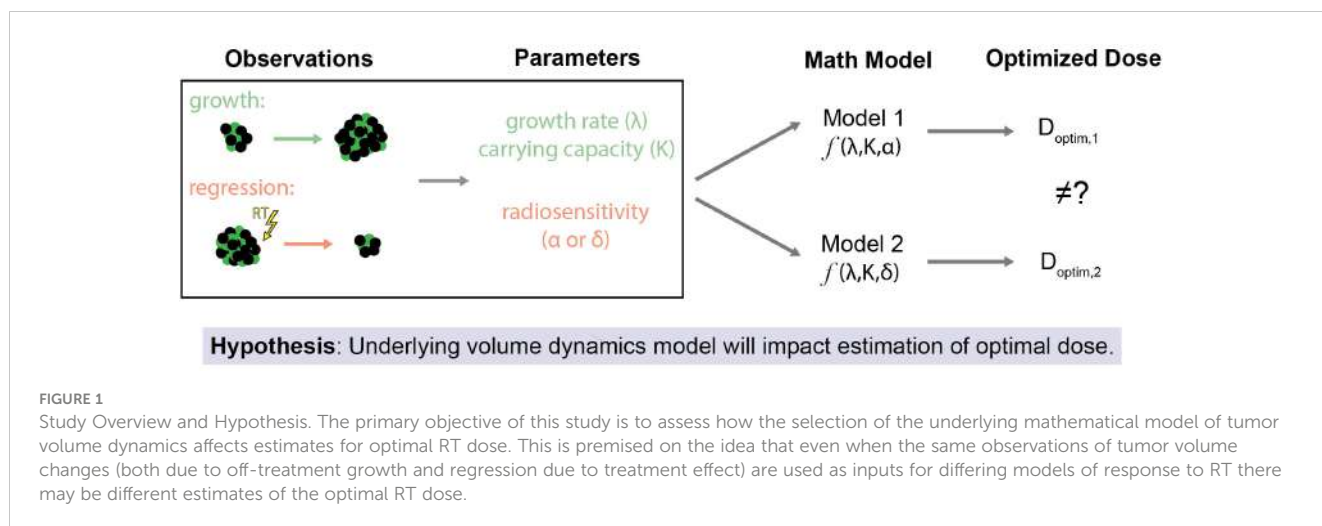 Observations
Parameters
Math Model
Optimized Dose
growth:
growth rate (λ)
carrying capacity (K)
regression:
RT
radiosensitivity
(α or δ)
Model 1
f(λ,K,α)
D optim,1
≠?
Model 2
f(λ,K,δ)
D optim,2
Hypothesis: Underlying volume dynamics model will impact estimation of optimal dose.
FIGURE 1
Study Overview and Hypothesis. The primary objective of this study is to assess how the selection of the underlying mathematical model of tumor
volume dynamics affects estimates for optimal RT dose. This is premised on the idea that even when the same observations of tumor volume
changes (both due to off-treatment growth and regression due to treatment effect) are used as inputs for differing models of response to RT there
may be different estimates of the optimal RT dose.